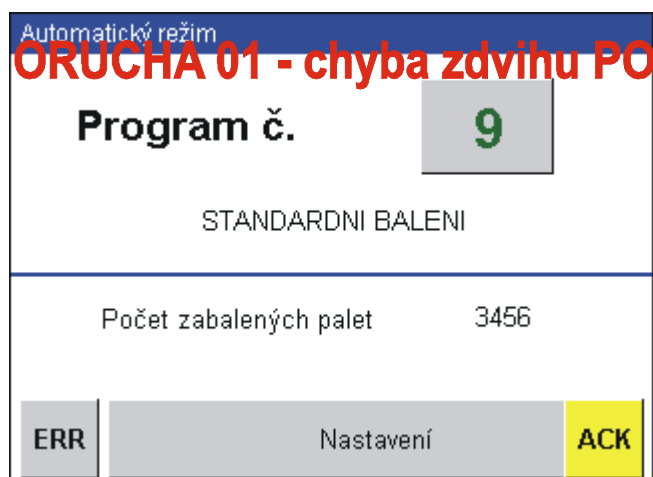 Automatický režim
ORUCHA 01 - chyba zdvihu PO
Program č. 9
STANDARDNI BALENI
Počet zabalených palet 3456
ERR Nastavení ACK